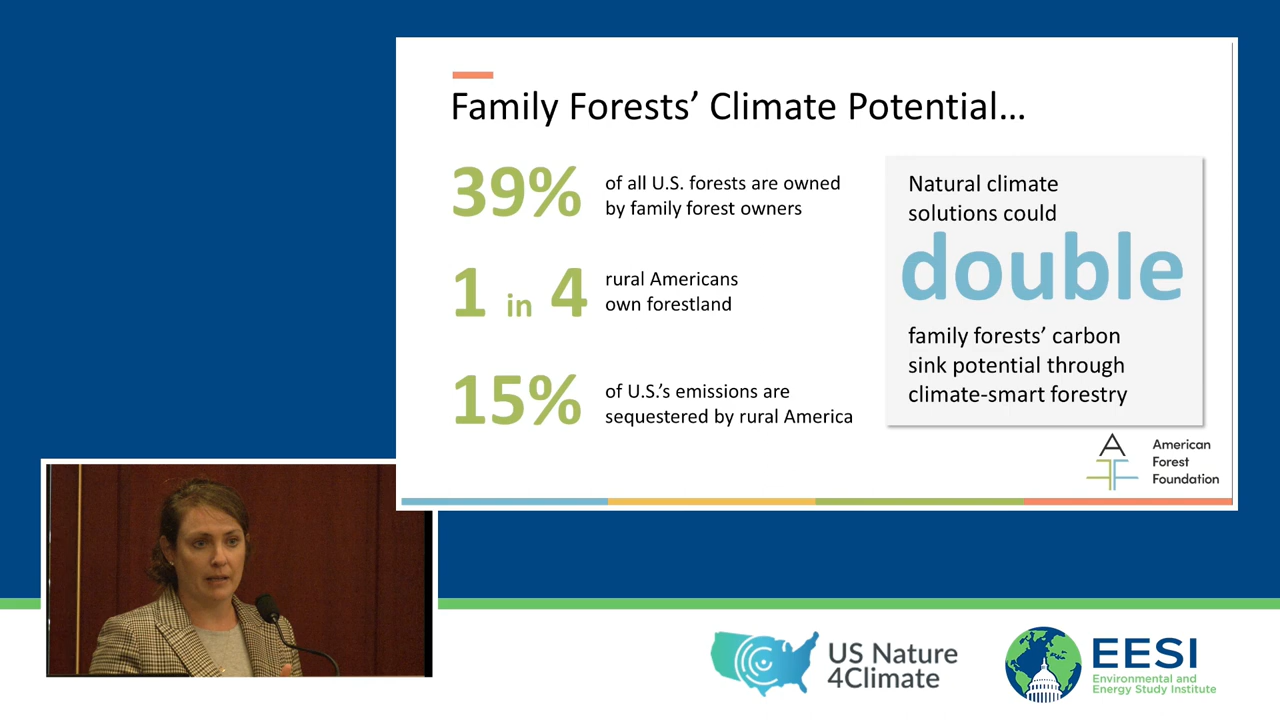 Family Forests’ Climate Potential...
39%
of all U.S. forests are owned
by family forest owners
1 in 4
rural Americans
own forestland
15%
of U.S.’s emissions are
sequestered by rural America
Natural climate
solutions could
double
family forests’ carbon
sink potential through
climate-smart forestry
American
Forest
Foundation
US Nature
4Climate
EESI
Environmental and
Energy Study Institute